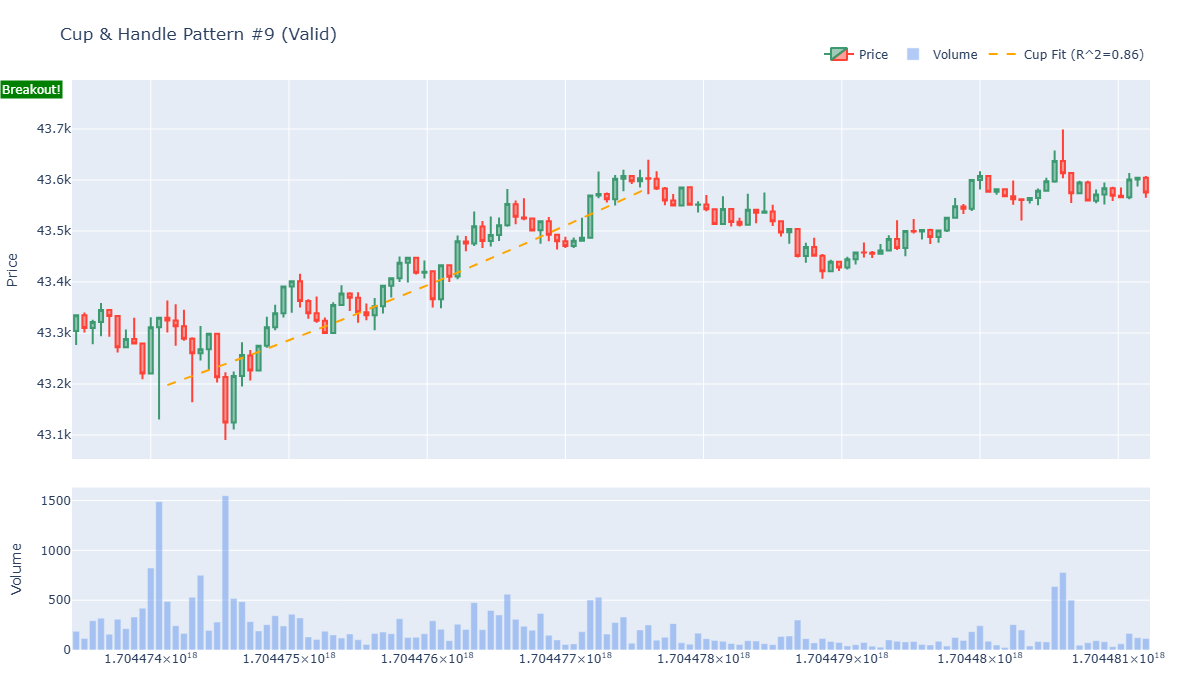 Cup & Handle Pattern #9 (Valid)
Price
Volume
Cup Fit (R^2=0.86)
Breakout!
43.7k
43.6k
43.5k
43.4k
43.3k
43.2k
43.1k
Price
1500
1000
500
0
Volume
1.704474×10¹⁸
1.704475×10¹⁸
1.704476×10¹⁸
1.704477×10¹⁸
1.704478×10¹⁸
1.704479×10¹⁸
1.70448×10¹⁸
1.704481×10¹⁸